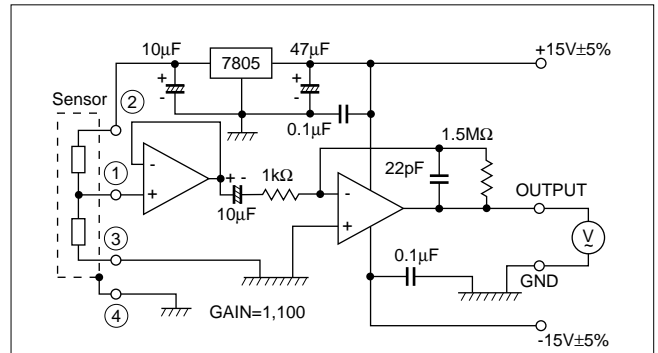 10μF
7805
47μF
+15V±5%
Sensor
②
+
-
+
-
0.1μF
1.5MΩ
①
-
+
+ -
10μF
1kΩ
22pF
-
+
OUTPUT
V
~
③
0.1μF
GND
④
GAIN=1,100
-15V±5%